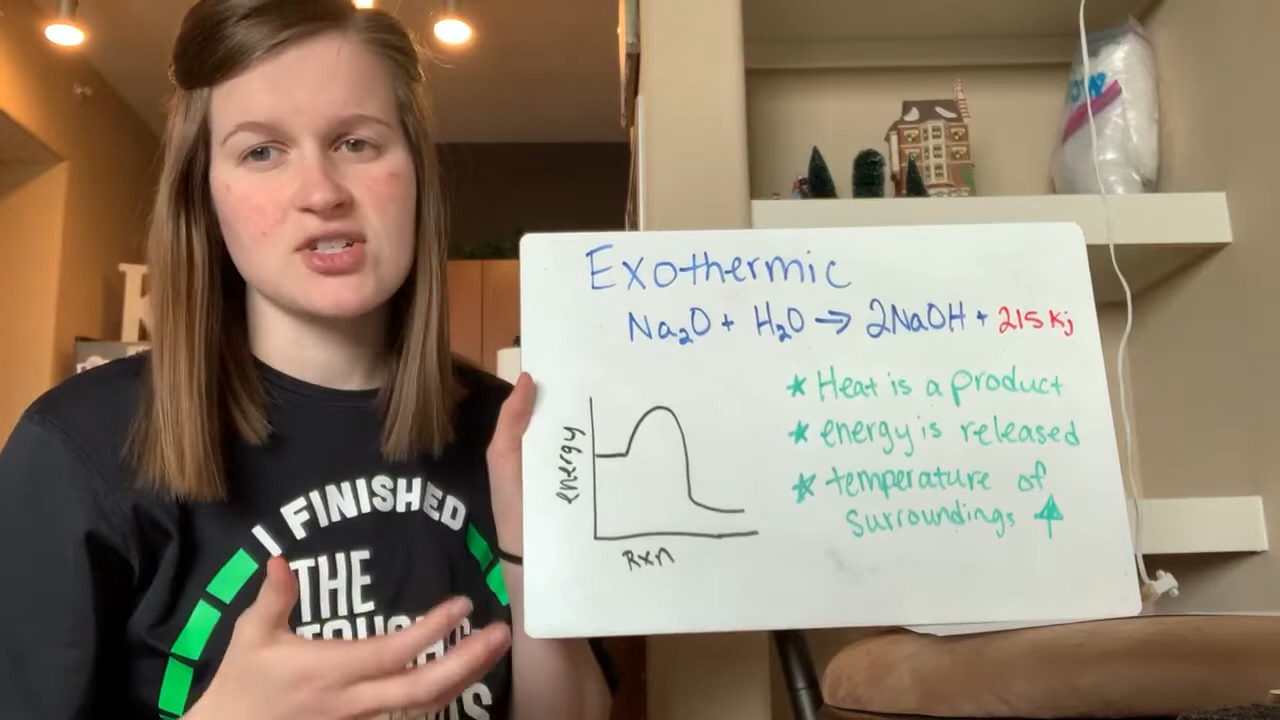 Exothermic
Na₂O + H₂O → 2NaOH + 215 Kj
* Heat is a product
* energy is released
* temperature of
surroundings ↑
energy
Rxn
I FINISHED
THE